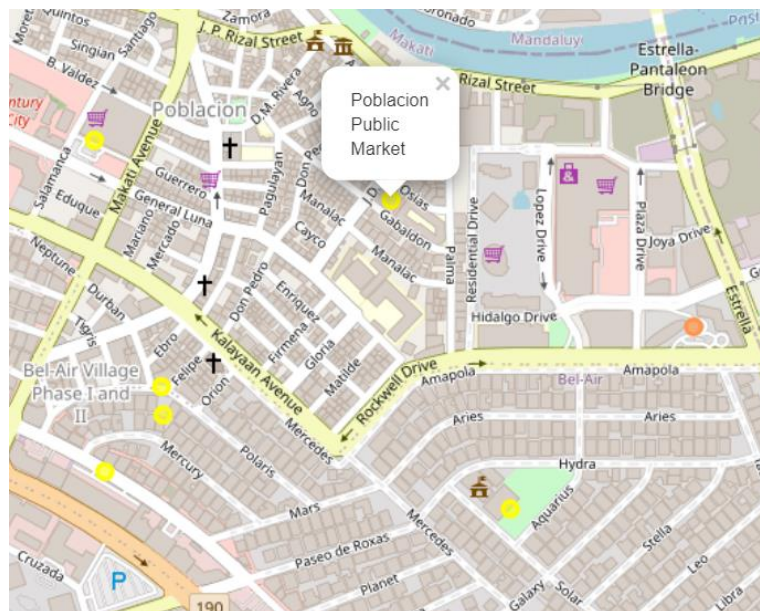 Zamora
Coronado
Quintos
Santiago
Singian
J. P. Rizal Street
Makati
Mandaluyi
Estrella-
Pantaleon
Bridge
B. Valdez
D.M. Rivera
Agno
Rizal Street
ntury
City
Poblacion
×
Poblacion
Public
Market
Salamanca
Makati Avenue
Guerrero
Pagulayan
Don Pe
Manalac
J. D
Osias
Gabaldon
Eduque
General Luna
Mariano
Mercado
Cayco
Manalac
Palma
Residential Drive
Lopez Drive
Plaza Drive
Joya Drive
Neptune
Durban
Don Pedro
Enriquez
Estrella
Tigris
Ebro
Felipe
Firmena
Gloria
Hidalgo Drive
Kalayaan Avenue
Matilde
Rockwell Drive
Bel-Air Village
Phase I and
II
Orion
Amapola
Bel-Air
Amapola
Aries
Aries
Mercedes
Polaris
Mercury
Hydra
Mars
Aquarius
Mercedes
Paseo de Roxas
Stella
Cruzada
P
Planet
Leo
190
Galaxy
Solar
Libra